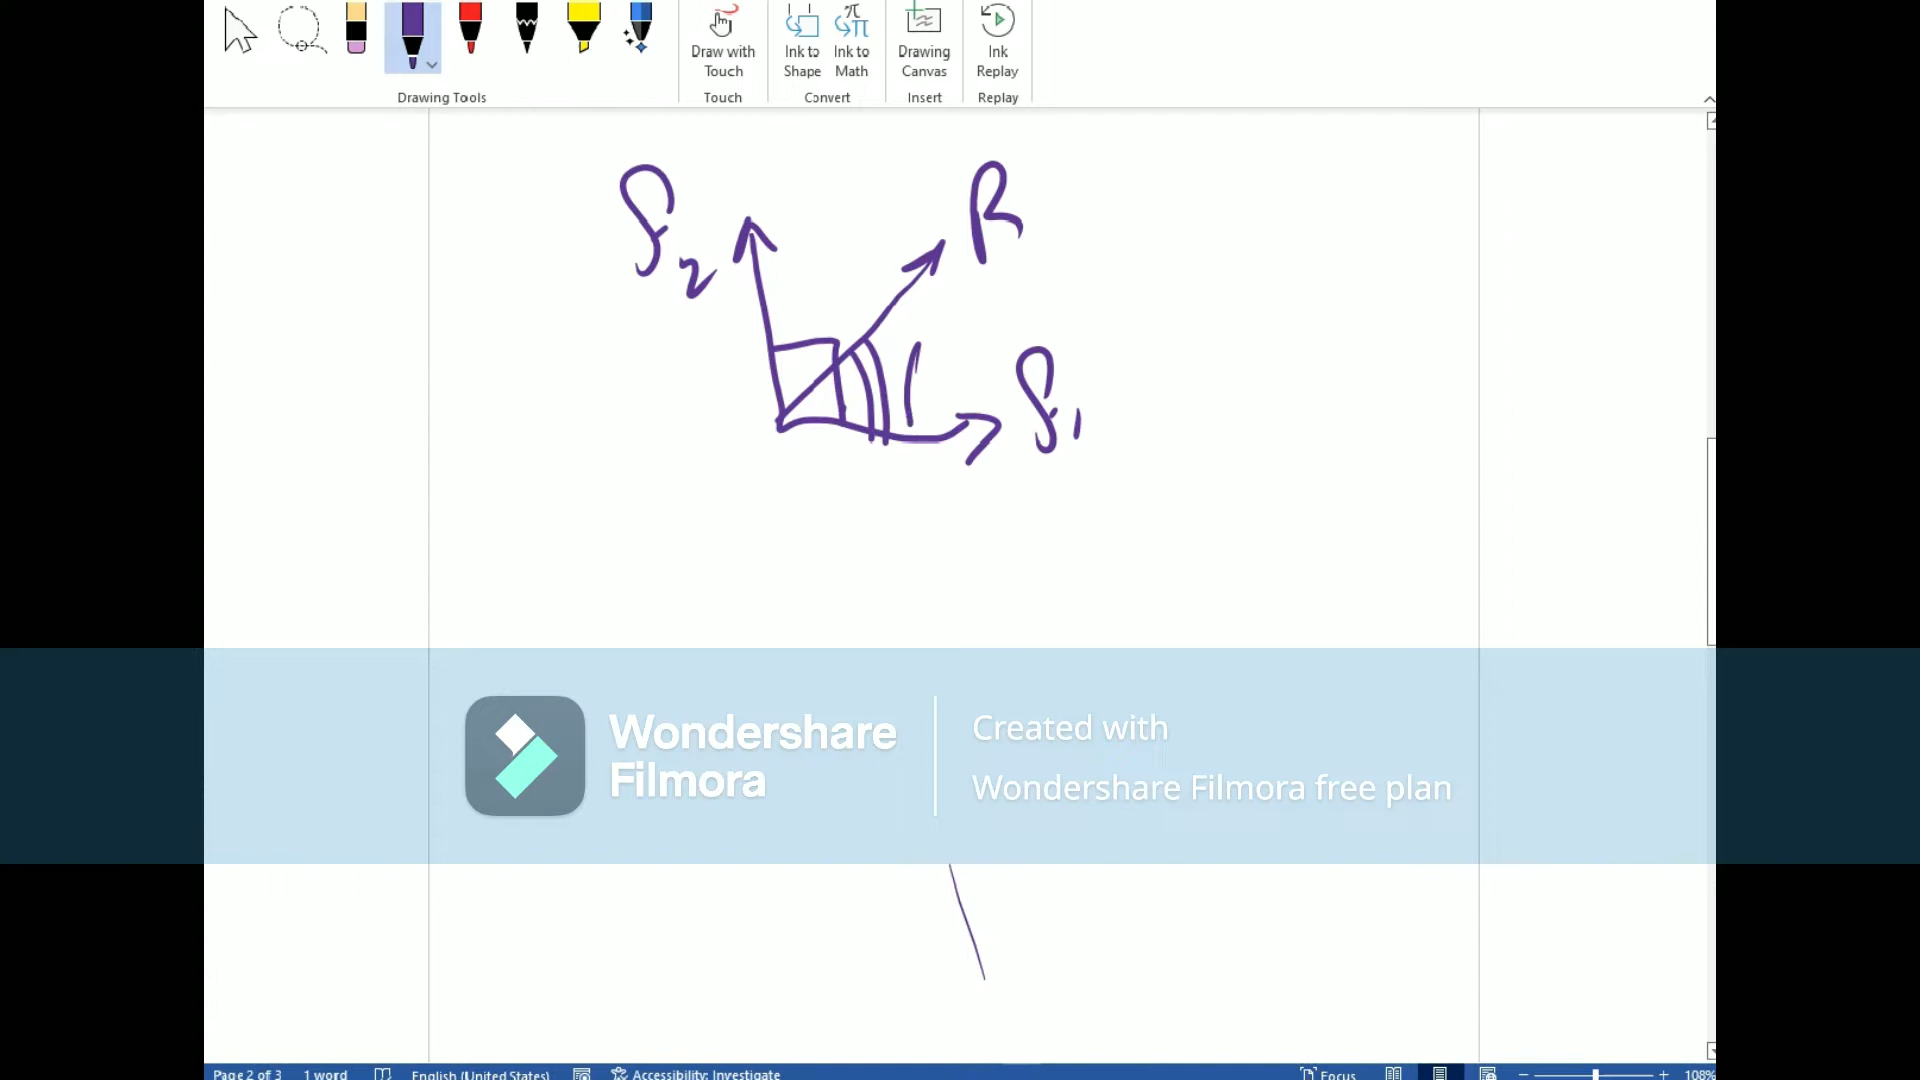 Draw with
Touch
Ink to
Shape
Ink to
Math
Drawing
Canvas
Ink
Replay
Drawing Tools
Touch
Convert
Insert
Replay
F2
R
F1
Wondershare
Filmora
Created with
Wondershare Filmora free plan
Page 2 of 3
1 word
English (United States)
Accessibility: Investigate
Focus
108%